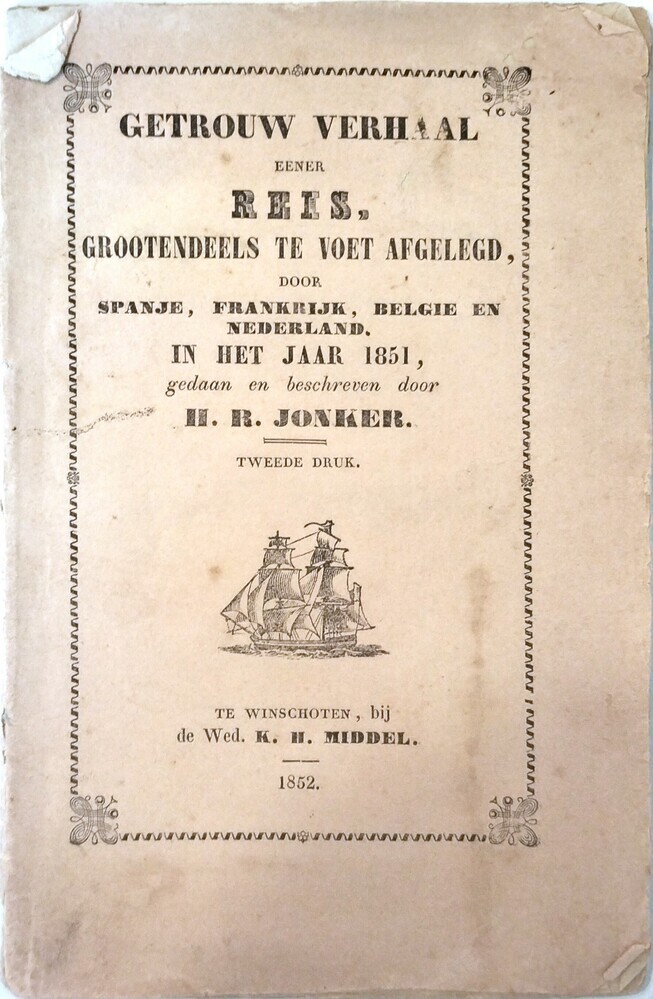 GETROUW VERHAAL
EENER
REIS,
GROOTENDEELS TE VOET AFGELEGD,
DOOR
SPANJE, FRANKRIJK, BELGIE EN
NEDERLAND.
IN HET JAAR 1851,
gedaan en beschreven door
H. R. JONKER.
TWEEDE DRUK.
TE WINSCHOTEN, bij
de Wed. K. H. MIDDEL.
1852.